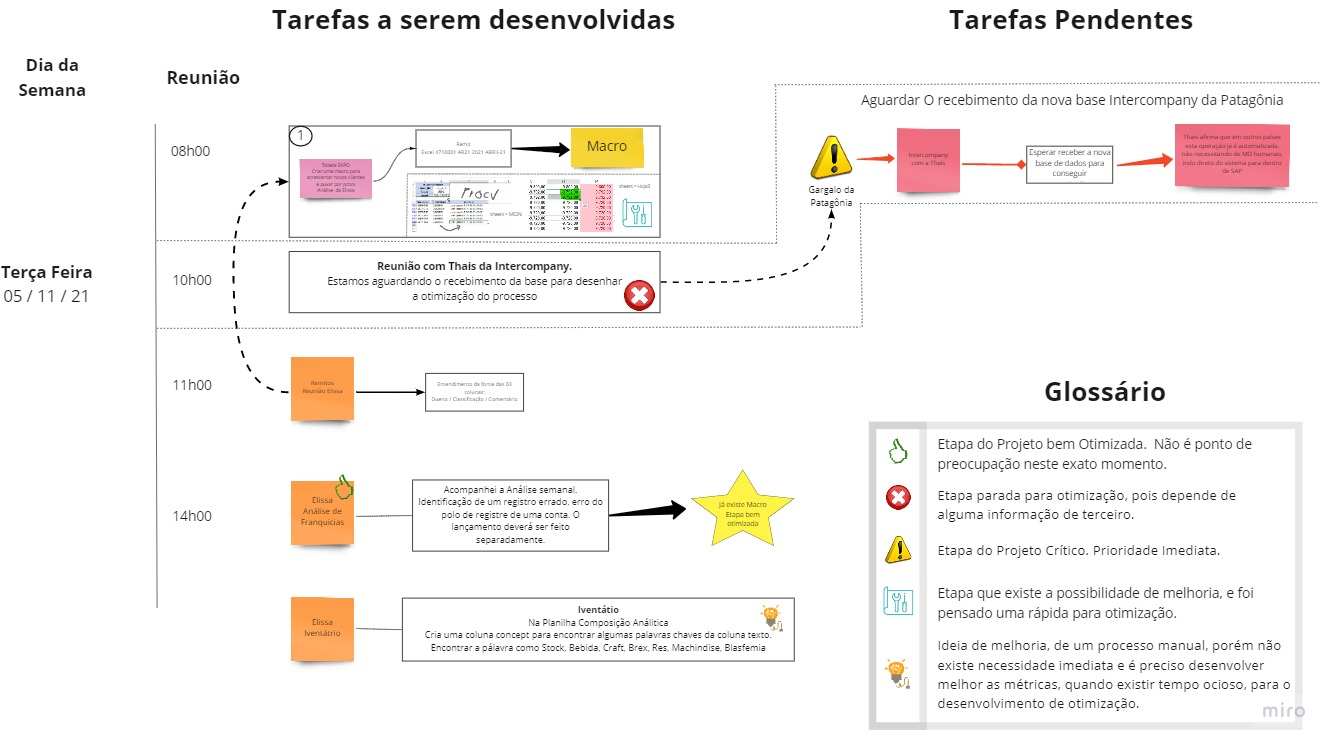 Tarefas a serem desenvolvidas
Tarefas Pendentes
Dia da
Semana
Reunião
Aguardar O recebimento da nova base Intercompany da Patagônia
08h00
1
Tabela EXPO
Criar uma macro para
acrescentar novos clientes
e puxar por procv
Análise da Elissa
Remir
Excel 4710001 AR21 2021 ABRIl-21
Macro
Procv
sheets = Hoja3
sheets = MEIN
Gargalo da
Patagônia
Intercompany
com a Thais
Esperar receber a nova
base de dados para
conseguir
Thais afirma que em outros países
esta operação já é automatizada,
não necessitando de MO humano,
indo direto do sistema para dentro
de SAP
Terça Feira
05 / 11 / 21
10h00
Reunião com Thais da Intercompany.
Estamos aguardando o recebimento da base para desenhar
a otimização do processo
11h00
Remitos
Reunião Elissa
Entendimento da fonte das 03
colunas:
Dueno / Classificação / Comentário
14h00
Elissa
Análise de
Franquicias
Acompanhei a Análise semanal.
Identificação de um registro errado, erro do
polo de registre de uma conta. O
lançamento deverá ser feito
separadamente.
Já existe Macro
Etapa bem
otimizada
Elissa
Iventátrio
Iventátio
Na Planilha Composição Análitica
Cria uma coluna concept para encontrar algumas palavras chaves da coluna texto.
Encontrar a pálavra como Stock, Bebida, Craft, Brex, Res, Machindise, Blasfemia
Glossário
Etapa do Projeto bem Otimizada. Não é ponto de
preocupação neste exato momento.
Etapa parada para otimização, pois depende de
alguma informação de terceiro.
Etapa do Projeto Crítico. Prioridade Imediata.
Etapa que existe a possibilidade de melhoria, e foi
pensado uma rápida para otimização.
Ideia de melhoria, de um processo manual, porém não
existe necessidade imediata e é preciso desenvolver
melhor as métricas, quando existir tempo ocioso, para o
desenvolvimento de otimização.
miro